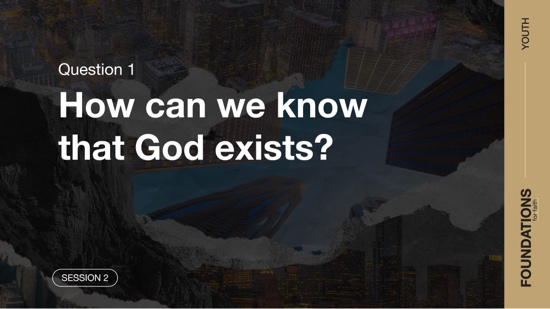 Question 1
How can we know
that God exists?
SESSION 2
YOUTH
FOUNDATIONS
for faith